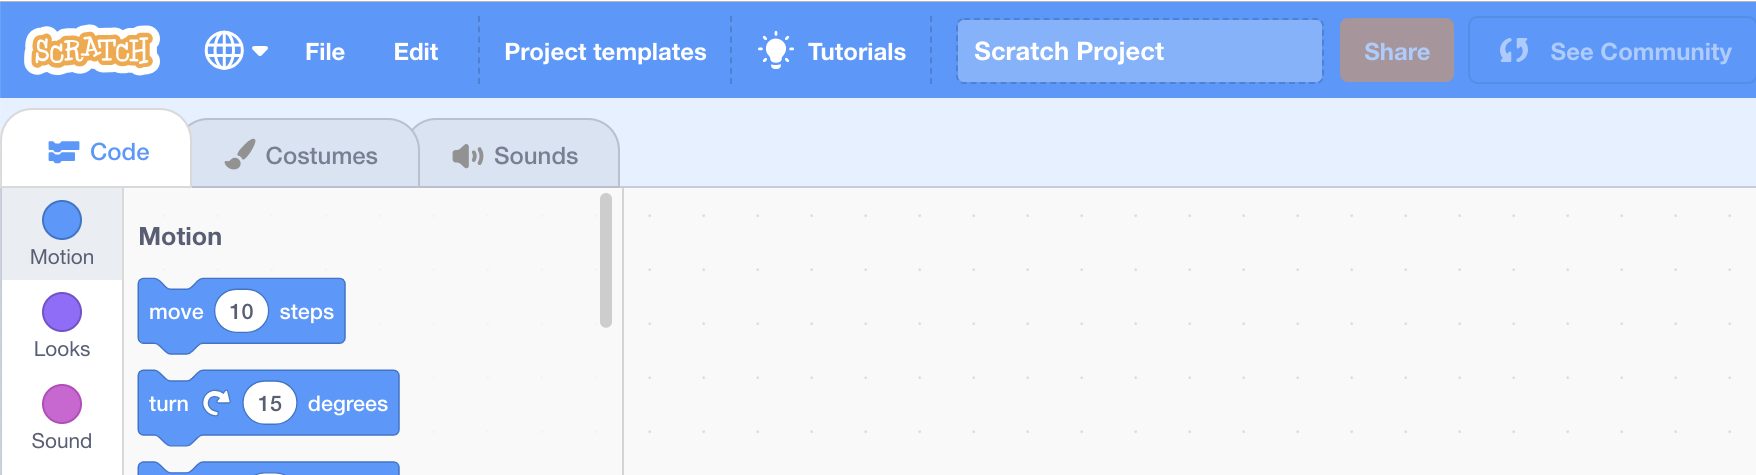 SCRATCH File Edit Project templates Tutorials Scratch Project Share See Community
Code Costumes Sounds
Motion
Looks
Sound
Motion
move 10 steps
turn 15 degrees